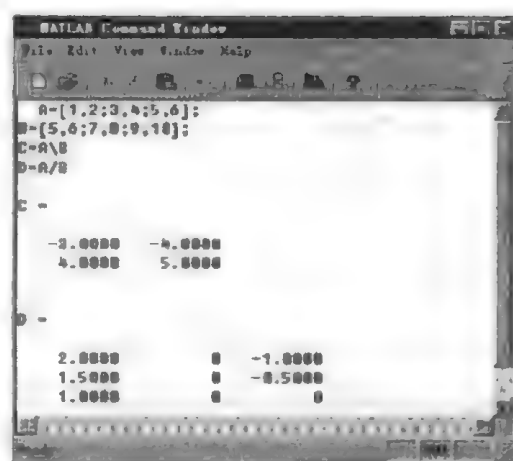 MATLAB Command Window
File Edit View Window Help
A=[1,2;3,4;5,6];
B=[5,6;7,8;9,10];
C=A\B
D=A/B
C =
-3.0000 -4.0000
4.0000 5.0000
D =
2.0000 0 -1.0000
1.5000 0 -0.5000
1.0000 0 0